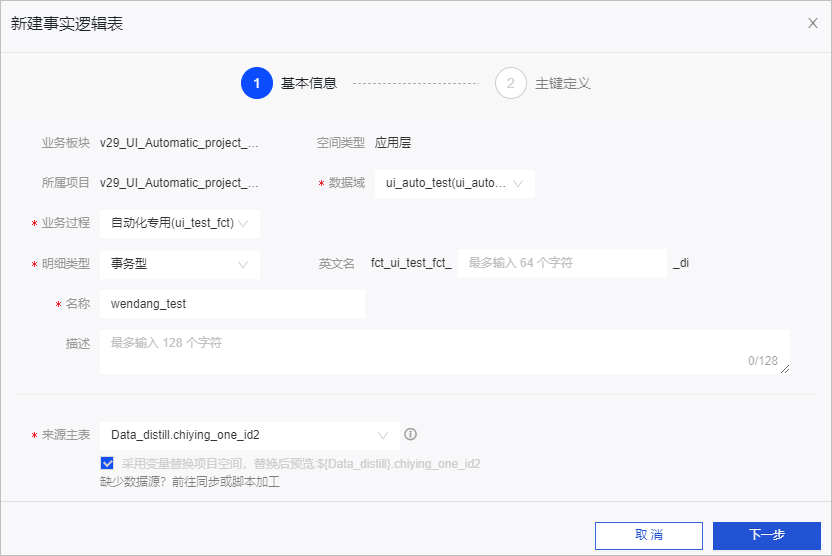 新建事实逻辑表
1 基本信息 2 主键定义
业务板块 v29_UI_Automatic_project_... 空间类型 应用层
所属项目 v29_UI_Automatic_project_... * 数据域 ui_auto_test(ui_auto...
* 业务过程 自动化专用(ui_test_fct)
* 明细类型 事务型 英文名 fct_ui_test_fct_ 最多输入 64 个字符 _di
* 名称 wendang_test
描述 最多输入 128 个字符
0/128
* 来源主表 Data_distill.chiying_one_id2
采用变量替换项目空间，替换后预览:${Data_distill}.chiying_one_id2
缺少数据源？前往同步或脚本加工
取消 下一步